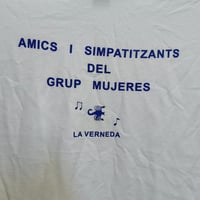 AMICS I SIMPATITZANTS
DEL
GRUP MUJERES
LA VERNEDA